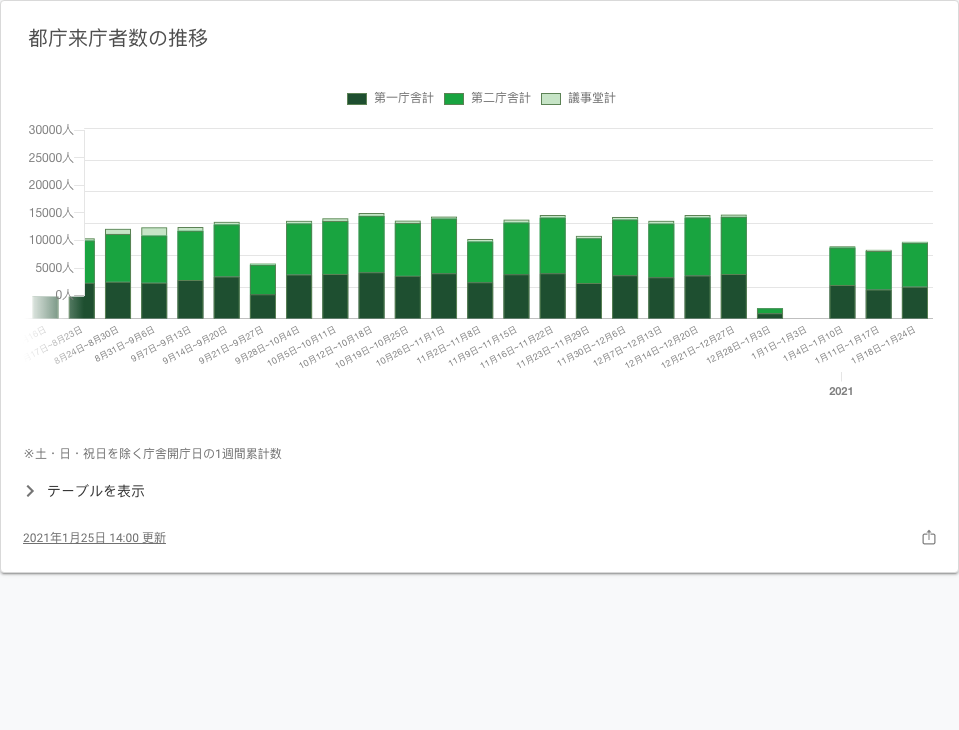 都庁来庁者数の推移
第一庁舎計 第二庁舎計 議事堂計
30000人
25000人
20000人
15000人
10000人
5000人
0人
16日
8月24日~8月30日
8月31日~9月6日
9月7日~9月13日
9月14日~9月20日
9月21日~9月27日
9月28日~10月4日
10月5日~10月11日
10月12日~10月18日
10月19日~10月25日
10月26日~11月1日
11月2日~11月8日
11月9日~11月15日
11月16日~11月22日
11月23日~11月29日
11月30日~12月6日
12月7日~12月13日
12月14日~12月20日
12月21日~12月27日
12月28日~1月3日
1月1日~1月3日
1月4日~1月10日
1月11日~1月17日
1月18日~1月24日
2021
※土・日・祝日を除く庁舎開庁日の1週間累計数
テーブルを表示
2021年1月25日 14:00 更新